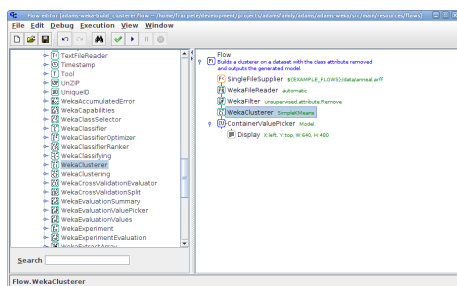 Flow editor [adams-weka-build_clusterer.flow -- /home/fracpete/development/projects/adams/wmy/adams/adams-weka/src/main/resources/flows]
File Edit Debug Execution View Window
TextFileReader
Timestamp
Tool
UnZIP
UniqueID
WekaAccumulatedError
WekaCapabilities
WekaClassSelector
WekaClassifier
WekaClassifierOptimizer
WekaClassifierRanker
WekaClassifying
WekaClusterer
WekaClustering
WekaCrossValidationEvaluator
WekaCrossValidationSplit
WekaEvaluationSummary
WekaEvaluationValuePicker
WekaEvaluationValues
WekaExperiment
WekaExperimentEvaluation
WekaExtractArray
Search
Flow
Builds a clusterer on a dataset with the class attribute removed
and outputs the generated model.
SingleFileSupplier ${EXAMPLE_FLOWS}/data/anneal.arff
WekaFileReader automatic
WekaFilter unsupervised.attribute.Remove
WekaClusterer SimpleKMeans
ContainerValuePicker Model
Display X:left, Y:top, W:640, H:480
Flow.WekaClusterer